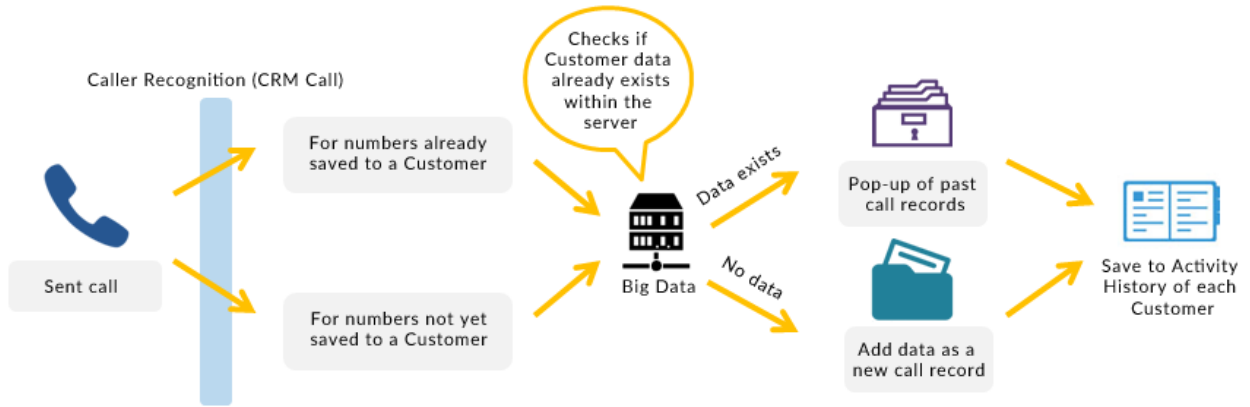 Caller Recognition (CRM Call)
Sent call
For numbers already
saved to a Customer
For numbers not yet
saved to a Customer
Checks if
Customer data
already exists
within the
server
Big Data
Data exists
No data
Pop-up of past
call records
Add data as a
new call record
Save to Activity
History of each
Customer